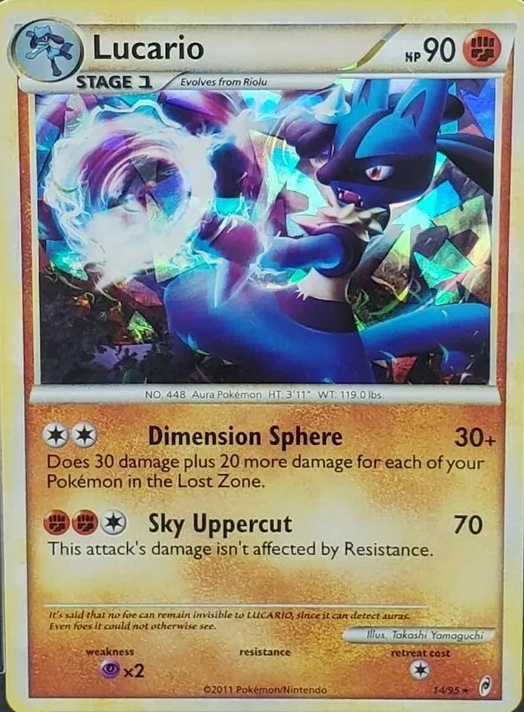 Lucario
HP 90
STAGE 1
Evolves from Riolu
NO. 448 Aura Pokémon HT: 3'11" WT: 119.0 lbs.
Dimension Sphere 30+
Does 30 damage plus 20 more damage for each of your
Pokémon in the Lost Zone.
Sky Uppercut 70
This attack's damage isn't affected by Resistance.
It's said that no foe can remain invisible to LUCARIO, since it can detect auras.
Even foes it could not otherwise see.
Illus. Takashi Yamaguchi
weakness resistance retreat cost
x2
©2011 Pokémon/Nintendo
14/95 ★